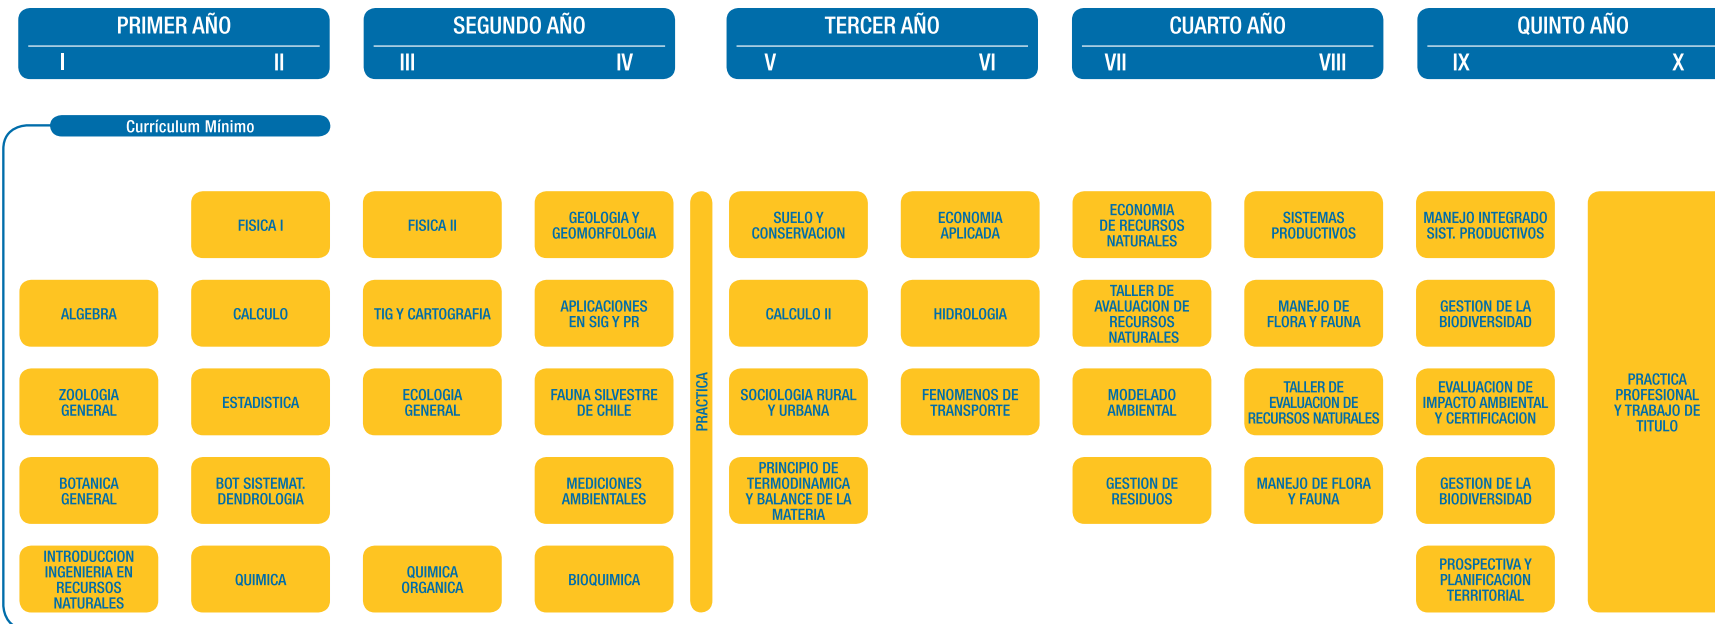 PRIMER AÑO
I II
SEGUNDO AÑO
III IV
TERCER AÑO
V VI
CUARTO AÑO
VII VIII
QUINTO AÑO
IX X
Currículum Mínimo
FISICA I
FISICA II
GEOLOGIA Y
GEOMORFOLOGIA
SUELO Y
CONSERVACION
ECONOMIA
APLICADA
ECONOMIA
DE RECURSOS
NATURALES
SISTEMAS
PRODUCTIVOS
MANEJO INTEGRADO
SIST. PRODUCTIVOS
ALGEBRA
CALCULO
TIG Y CARTOGRAFIA
APLICACIONES
EN SIG Y PR
CALCULO II
HIDROLOGIA
TALLER DE
AVALUACION DE
RECURSOS
NATURALES
MANEJO DE
FLORA Y FAUNA
GESTION DE LA
BIODIVERSIDAD
ZOOLOGIA
GENERAL
ESTADISTICA
ECOLOGIA
GENERAL
FAUNA SILVESTRE
DE CHILE
PRACTICA
SOCIOLOGIA RURAL
Y URBANA
FENOMENOS DE
TRANSPORTE
MODELADO
AMBIENTAL
TALLER DE
EVALUACION DE
RECURSOS NATURALES
EVALUACION DE
IMPACTO AMBIENTAL
Y CERTIFICACION
PRACTICA
PROFESIONAL
Y TRABAJO DE
TITULO
BOTANICA
GENERAL
BOT SISTEMAT.
DENDROLOGIA
MEDICIONES
AMBIENTALES
PRINCIPIO DE
TERMODINAMICA
Y BALANCE DE LA
MATERIA
GESTION DE
RESIDUOS
MANEJO DE FLORA
Y FAUNA
GESTION DE LA
BIODIVERSIDAD
INTRODUCCION
INGENIERIA EN
RECURSOS
NATURALES
QUIMICA
QUIMICA
ORGANICA
BIOQUIMICA
PROSPECTIVA Y
PLANIFICACION
TERRITORIAL